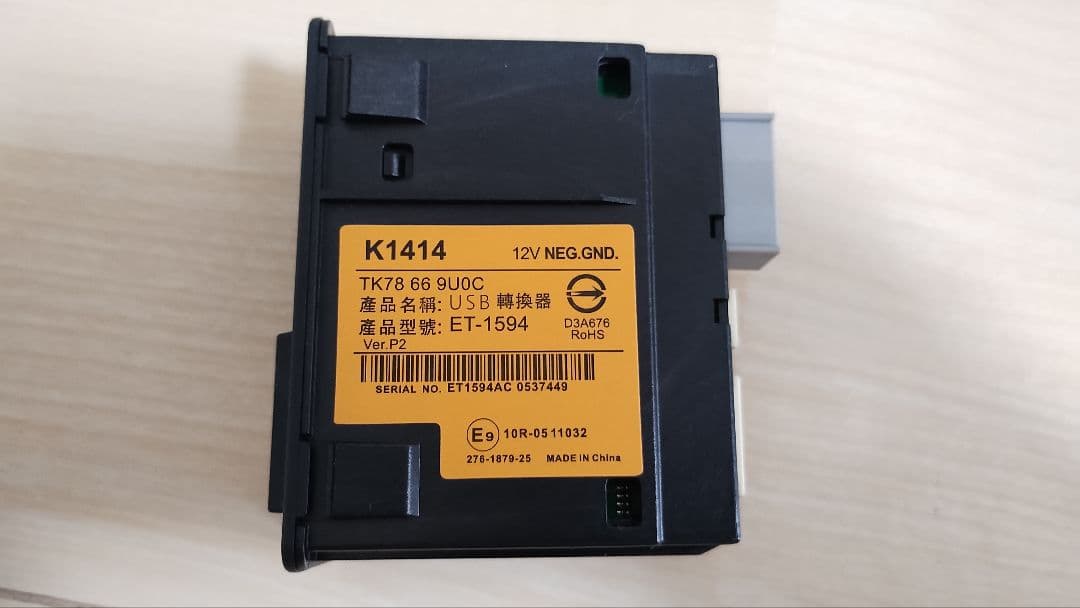 K1414 12V NEG.GND.
TK78 66 9U0C
產品名稱: USB 轉換器
產品型號: ET-1594
D3A676
RoHS
Ver.P2
SERIAL NO. ET1594AC 0537449
E9 10R-0511032
276-1879-25 MADE IN China